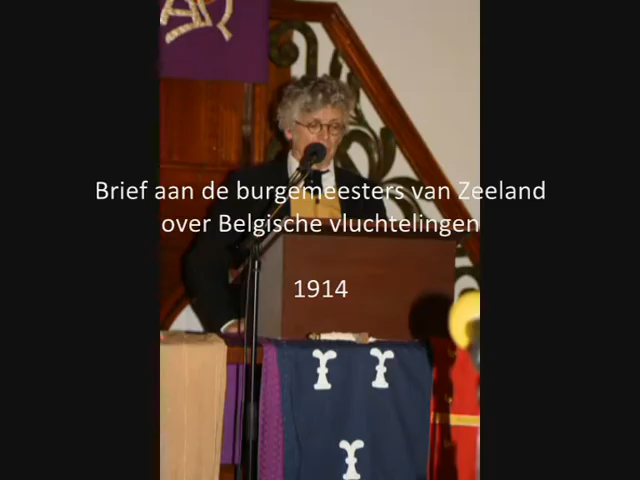 Brief aan de burgemeesters van Zeeland
over Belgische vluchtelingen
1914